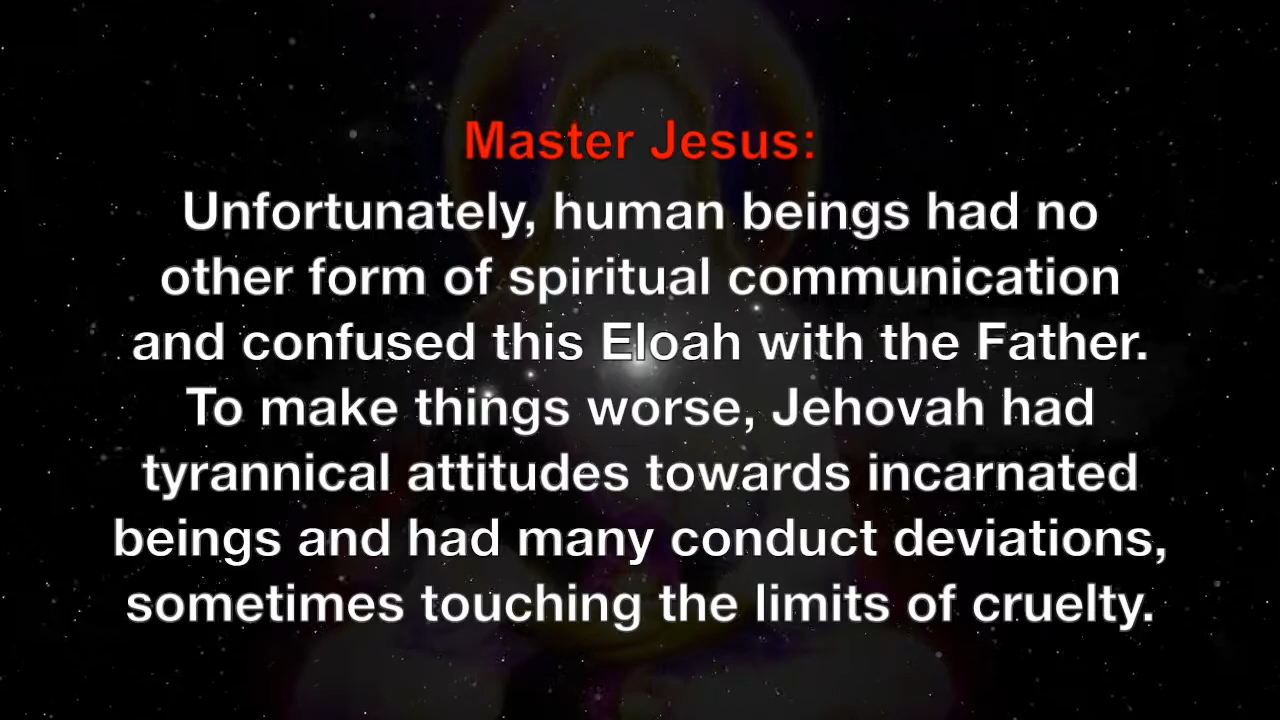 Master Jesus:
Unfortunately, human beings had no
other form of spiritual communication
and confused this Eloah with the Father.
To make things worse, Jehovah had
tyrannical attitudes towards incarnated
beings and had many conduct deviations,
sometimes touching the limits of cruelty.